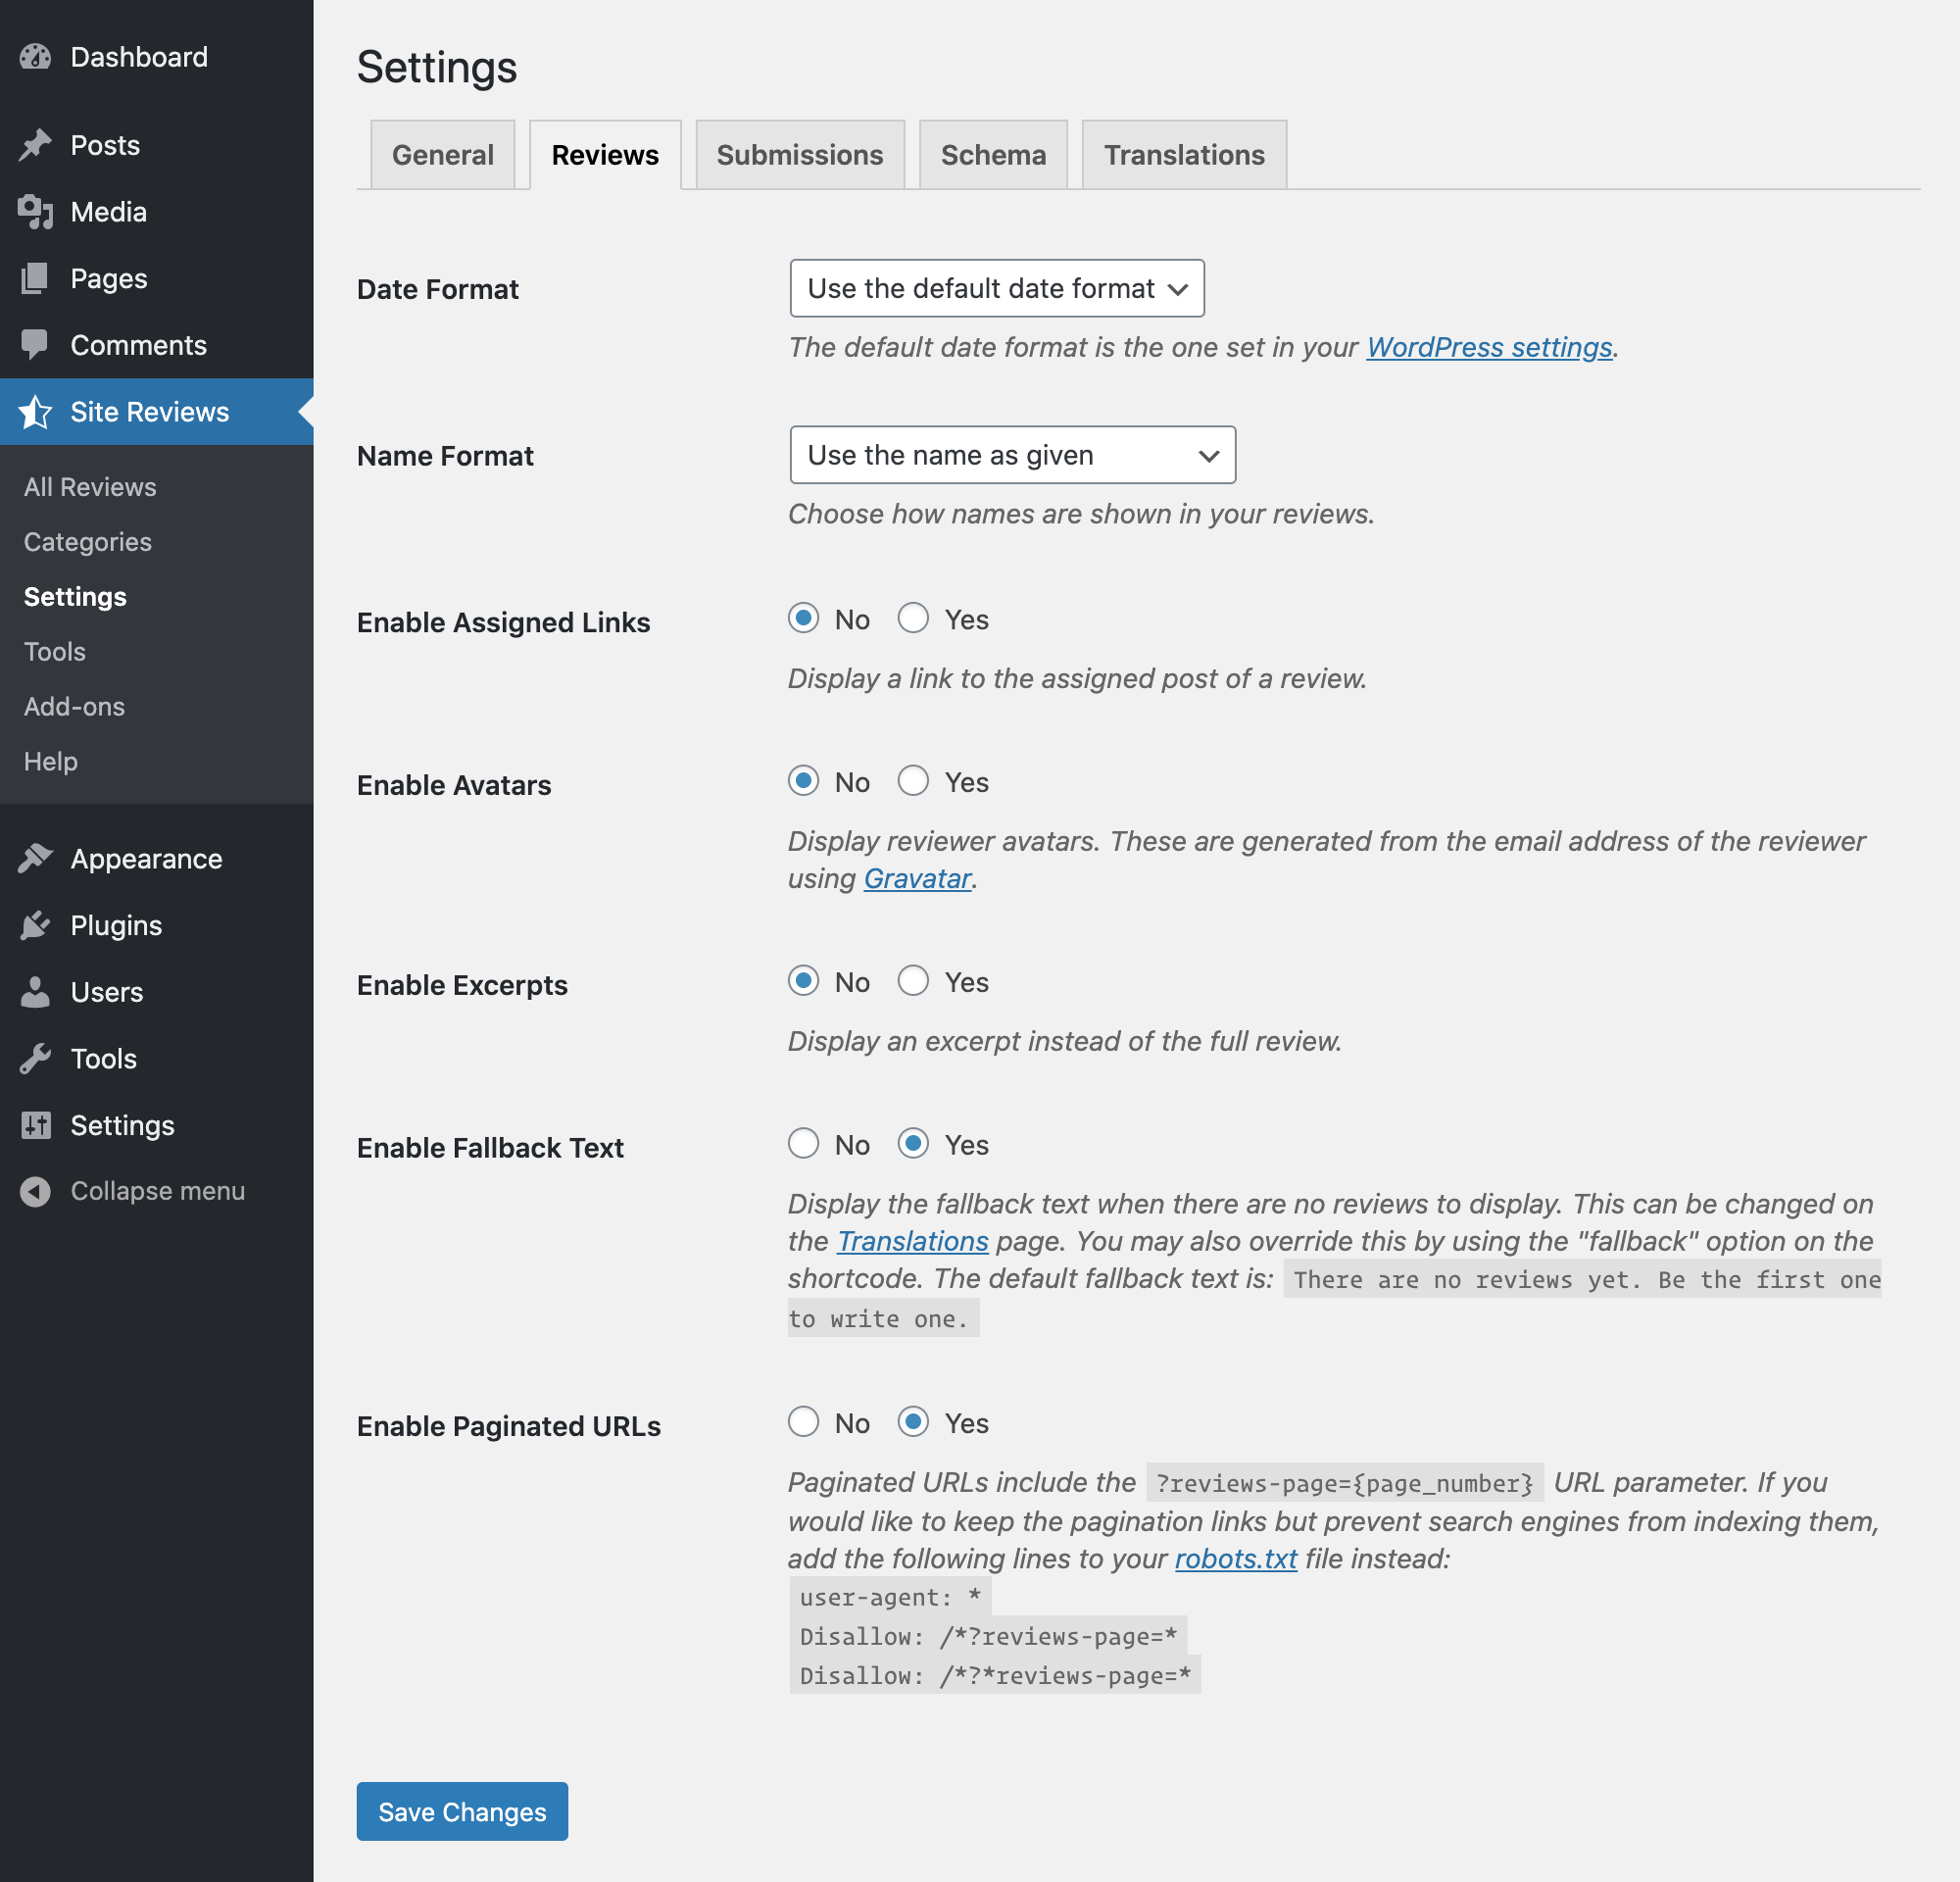 Dashboard
Posts
Media
Pages
Comments
Site Reviews
All Reviews
Categories
Settings
Tools
Add-ons
Help
Appearance
Plugins
Users
Tools
Settings
Collapse menu
Settings
General
Reviews
Submissions
Schema
Translations
Date Format
Use the default date format
The default date format is the one set in your WordPress settings.
Name Format
Use the name as given
Choose how names are shown in your reviews.
Enable Assigned Links
No Yes
Display a link to the assigned post of a review.
Enable Avatars
No Yes
Display reviewer avatars. These are generated from the email address of the reviewer
using Gravatar.
Enable Excerpts
No Yes
Display an excerpt instead of the full review.
Enable Fallback Text
No Yes
Display the fallback text when there are no reviews to display. This can be changed on
the Translations page. You may also override this by using the "fallback" option on the
shortcode. The default fallback text is: There are no reviews yet. Be the first one
to write one.
Enable Paginated URLs
No Yes
Paginated URLs include the ?reviews-page={page_number} URL parameter. If you
would like to keep the pagination links but prevent search engines from indexing them,
add the following lines to your robots.txt file instead:
user-agent: *
Disallow: /*?reviews-page=*
Disallow: /*?*reviews-page=*
Save Changes